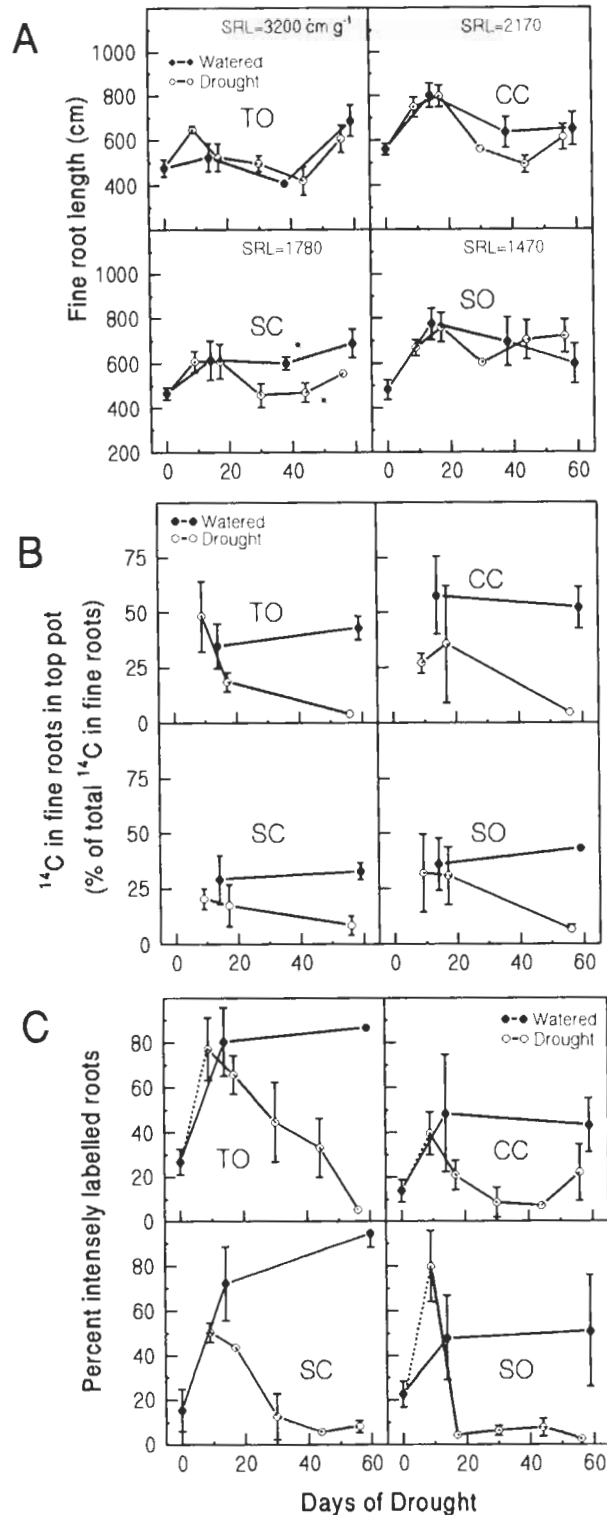 A
SRL=3200 cm g⁻¹
SRL=2170
Watered
Drought
TO
CC
1000
800
600
400
Fine root length (cm)
SRL=1780
SRL=1470
SC
SO
1000
800
600
400
200
0 20 40 60 0 20 40 60
B
Watered
Drought
TO
CC
75
50
25
0
¹⁴C in fine roots in top pot
(% of total ¹⁴C in fine roots)
SC
SO
75
50
25
0
0 20 40 60 0 20 40 60
C
Watered
Drought
TO
CC
80
60
40
20
0
Percent intensely labelled roots
SC
SO
80
60
40
20
0
0 20 40 60 0 20 40 60
Days of Drought